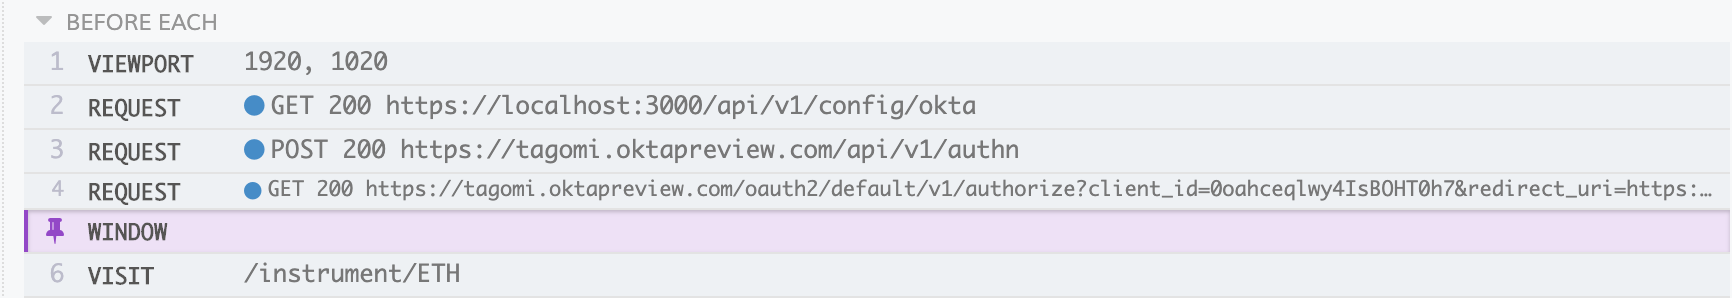 BEFORE EACH
1 VIEWPORT 1920, 1020
2 REQUEST GET 200 https://localhost:3000/api/v1/config/okta
3 REQUEST POST 200 https://tagomi.oktapreview.com/api/v1/authn
4 REQUEST GET 200 https://tagomi.oktapreview.com/oauth2/default/v1/authorize?client_id=0oahceqlwy4IsBOHT0h7&redirect_uri=https:...
WINDOW
6 VISIT /instrument/ETH